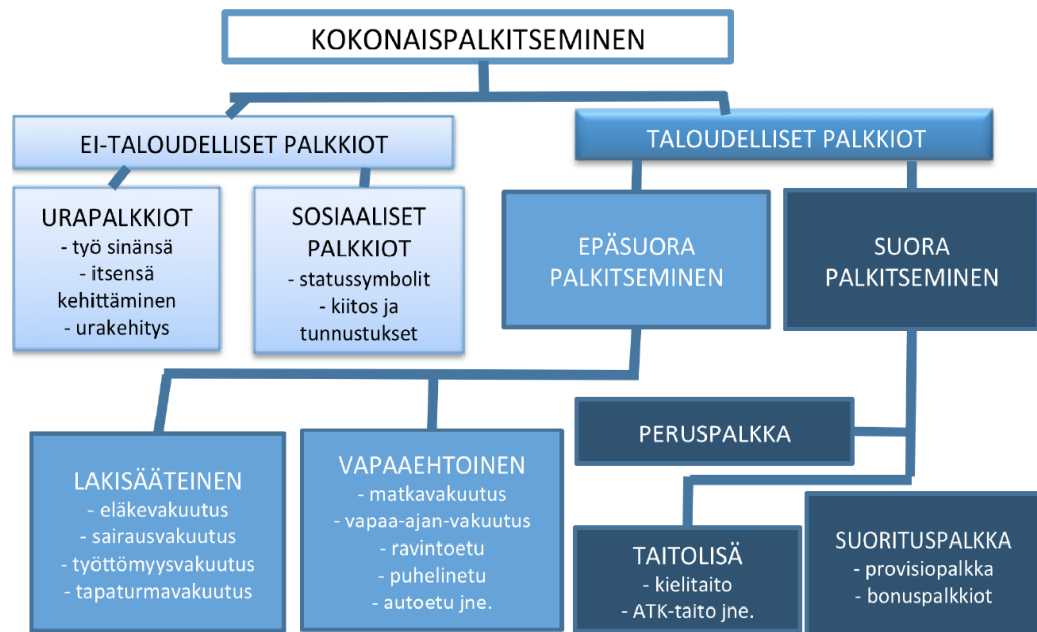 KOKONAISPALKITSEMINEN
EI-TALOUDELLISET PALKKIOT
TALOUDELLISET PALKKIOT
URAPALKKIOT
- työ sinänsä
- itsensä
kehittäminen
- urakehitys
SOSIAALISET
PALKKIOT
- statussymbolit
- kiitos ja
tunnustukset
EPÄSUORA
PALKITSEMINEN
SUORA
PALKITSEMINEN
LAKISÄÄTEINEN
- eläkevakuutus
- sairausvakuutus
- työttömyysvakuutus
- tapaturmavakuutus
VAPAAEHTOINEN
- matkavakuutus
- vapaa-ajan-vakuutus
- ravintoetu
- puhelinetu
- autoetu jne.
PERUSPALKKA
TAITOLISÄ
- kielitaito
- ATK-taito jne.
SUORITUSPALKKA
- provisiopalkka
- bonuspalkkiot